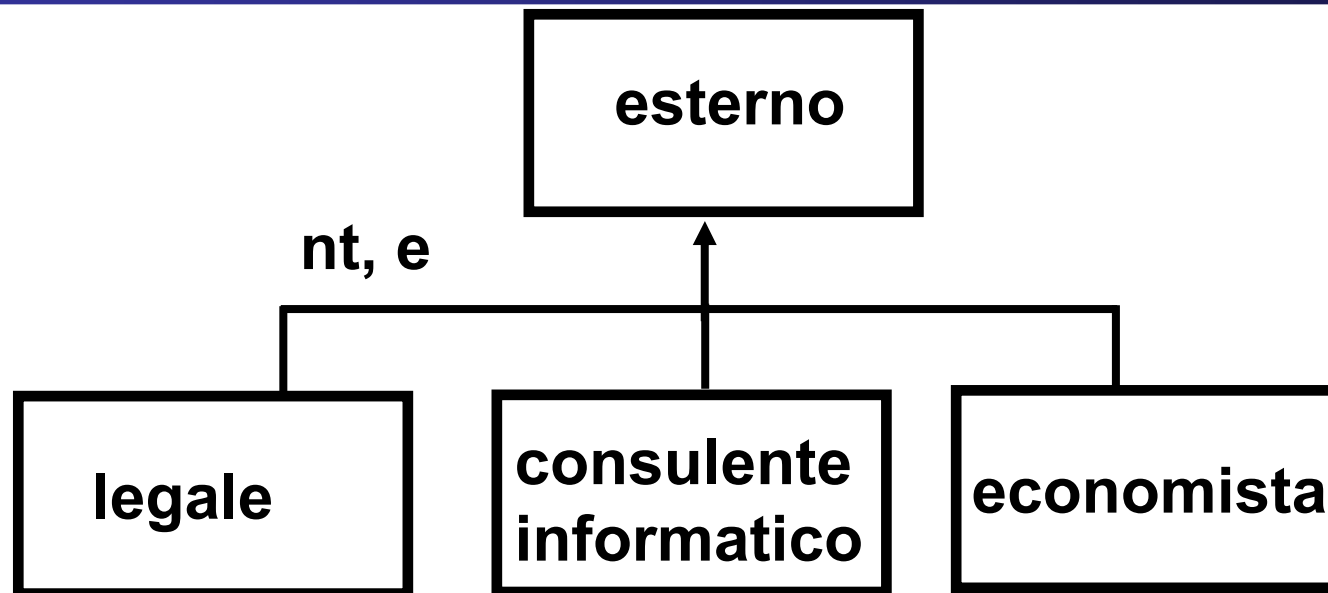 esterno
nt, e
legale
consulente
informatico
economista